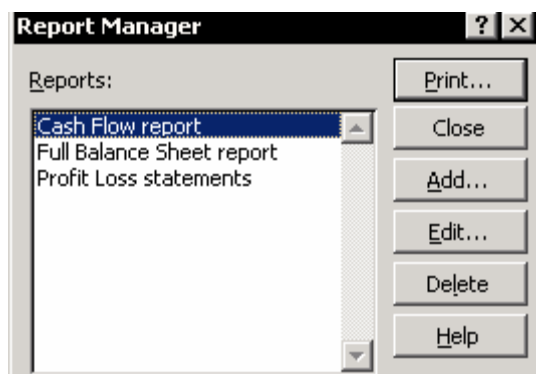 Report Manager ? X
Reports:
Cash Flow report
Full Balance Sheet report
Profit Loss statements
Print...
Close
Add...
Edit...
Delete
Help